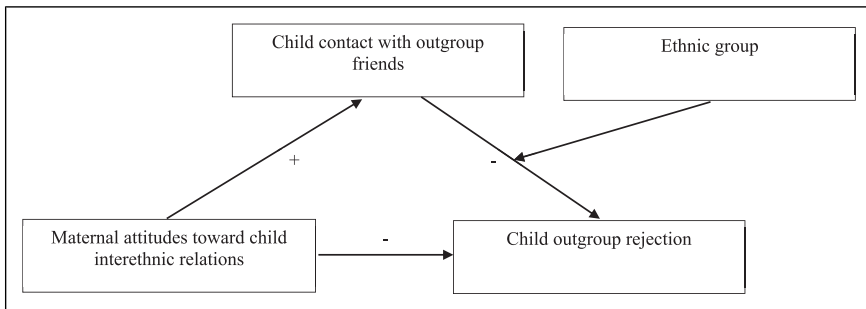 Child contact with outgroup
friends
Ethnic group
+
-
Maternal attitudes toward child
interethnic relations
-
Child outgroup rejection